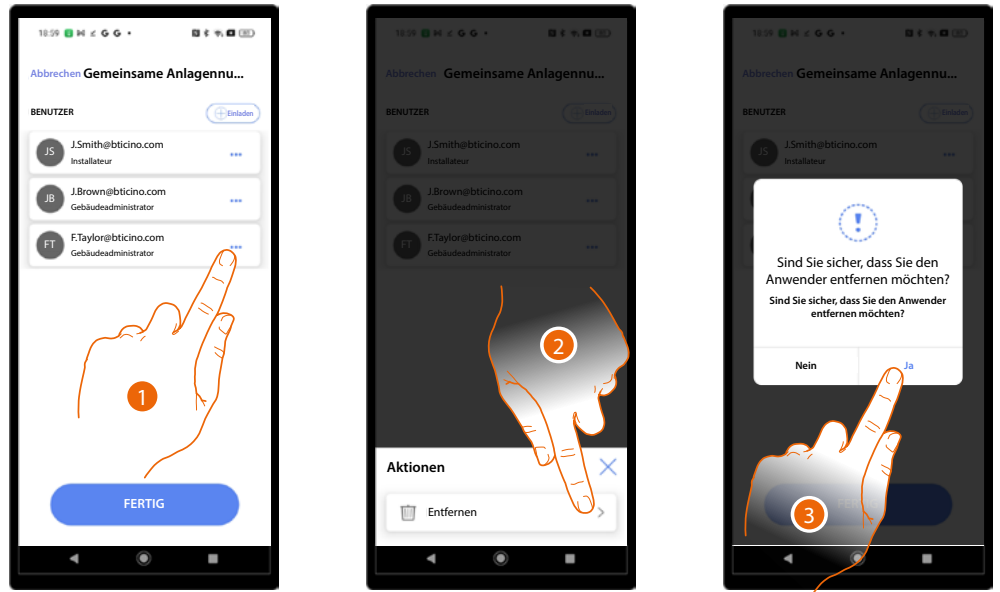 18:59
Abbrechen Gemeinsame Anlagennu...
BENUTZER
Einladen
JS
J.Smith@bticino.com
Installateur
JB
J.Brown@bticino.com
Gebäudeadministrator
FT
F.Taylor@bticino.com
Gebäudeadministrator
1
FERTIG
18:59
Abbrechen Gemeinsame Anlagennu...
BENUTZER
Einladen
JS
J.Smith@bticino.com
Installateur
JB
J.Brown@bticino.com
Gebäudeadministrator
FT
F.Taylor@bticino.com
Gebäudeadministrator
2
Aktionen
Entfernen
18:59
Abbrechen Gemeinsame Anlagennu...
BENUTZER
Einladen
JS
J.Smith@bticino.com
Installateur
Sind Sie sicher, dass Sie den
Anwender entfernen möchten?
Sind Sie sicher, dass Sie den Anwender
entfernen möchten?
Nein
Ja
3
FERTIG